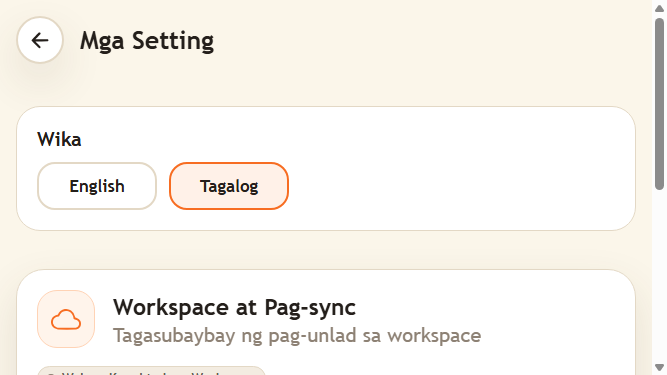 Mga Setting
Wika
English
Tagalog
Workspace at Pag-sync
Tagasubaybay ng pag-unlad sa workspace